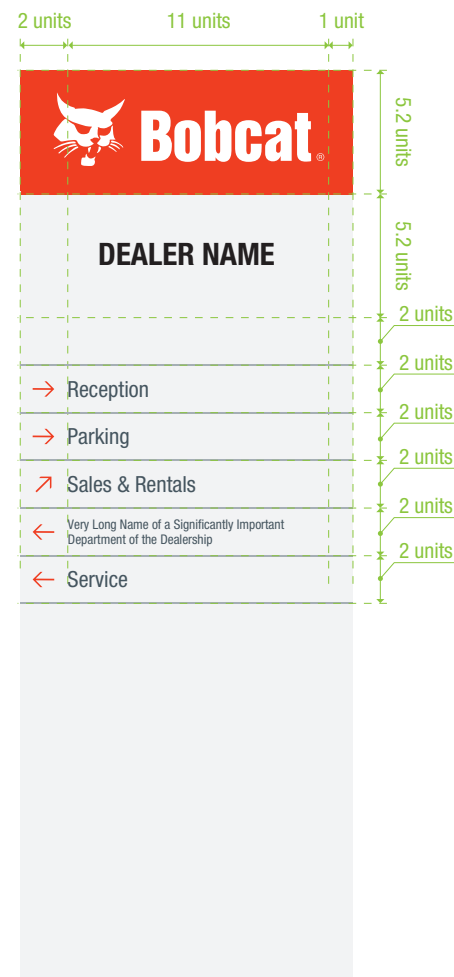 2 units 11 units 1 unit
Bobcat®
5.2 units
DEALER NAME
5.2 units
2 units
2 units
Reception
2 units
Parking
2 units
Sales & Rentals
2 units
Very Long Name of a Significantly Important
Department of the Dealership
2 units
Service